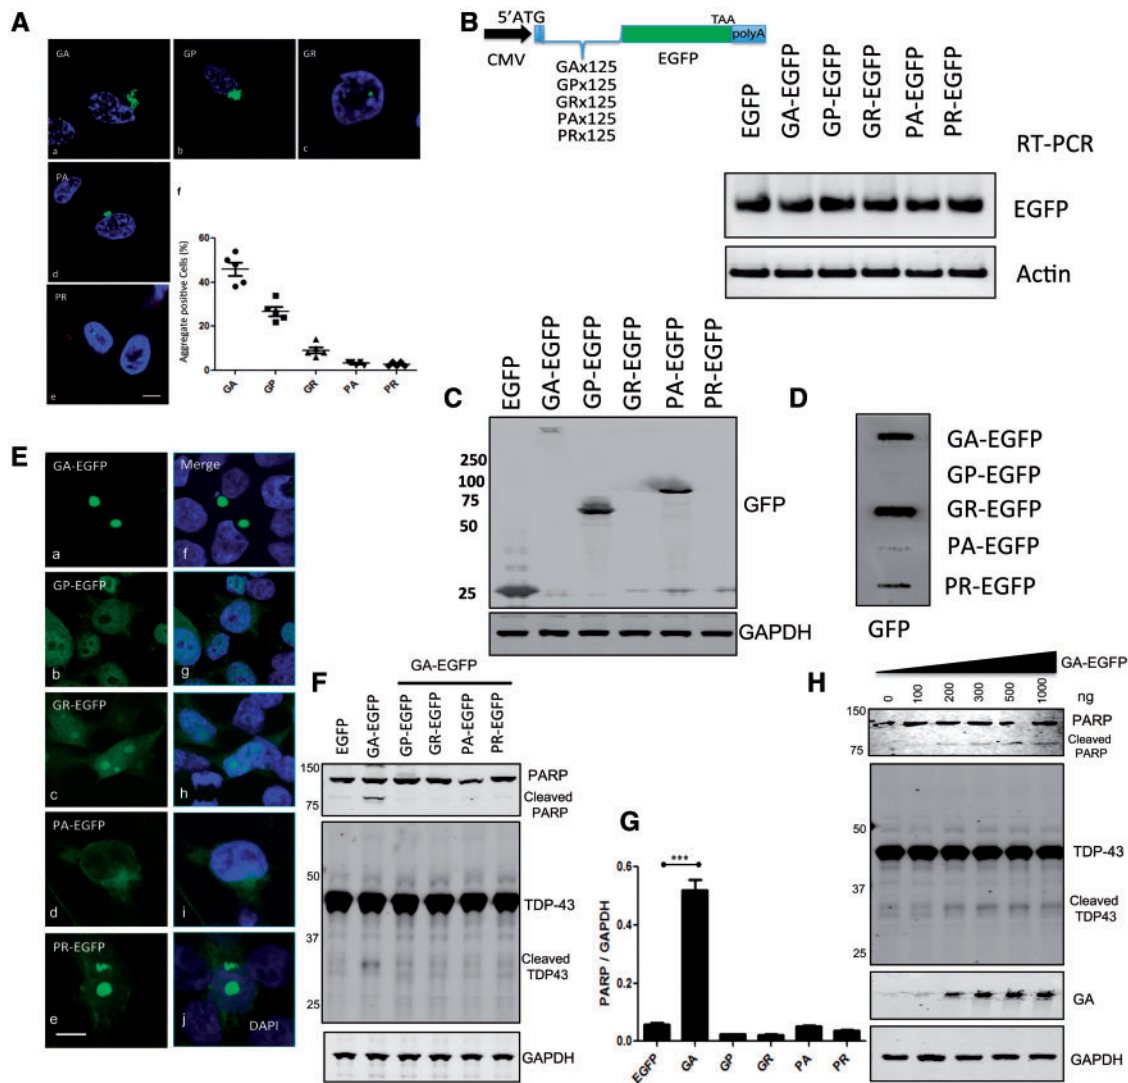 A
GA
a
GP
b
GR
c
PA
d
PR
e
f
Aggregate positive Cells (%)
60
40
20
0
GA
GP
GR
PA
PR
B
5'ATG
TAA
polyA
CMV
EGFP
GAx125
GPx125
GRx125
PAx125
PRx125
EGFP
GA-EGFP
GP-EGFP
GR-EGFP
PA-EGFP
PR-EGFP
RT-PCR
EGFP
Actin
C
EGFP
GA-EGFP
GP-EGFP
GR-EGFP
PA-EGFP
PR-EGFP
250
100
75
50
25
GFP
GAPDH
D
GA-EGFP
GP-EGFP
GR-EGFP
PA-EGFP
PR-EGFP
GFP
E
GA-EGFP
a
Merge
f
GP-EGFP
b
g
GR-EGFP
c
h
PA-EGFP
d
i
PR-EGFP
e
j
DAPI
F
GA-EGFP
EGFP
GA-EGFP
GP-EGFP
GR-EGFP
PA-EGFP
PR-EGFP
150
75
PARP
Cleaved
PARP
50
37
25
TDP-43
Cleaved
TDP43
GAPDH
G
PARP / GAPDH
0.6
0.4
0.2
0.0
***
EGFP
GA
GP
GR
PA
PR
H
GA-EGFP
0
100
200
300
500
1000
ng
150
75
PARP
Cleaved
PARP
50
37
25
TDP-43
Cleaved
TDP43
GA
GAPDH